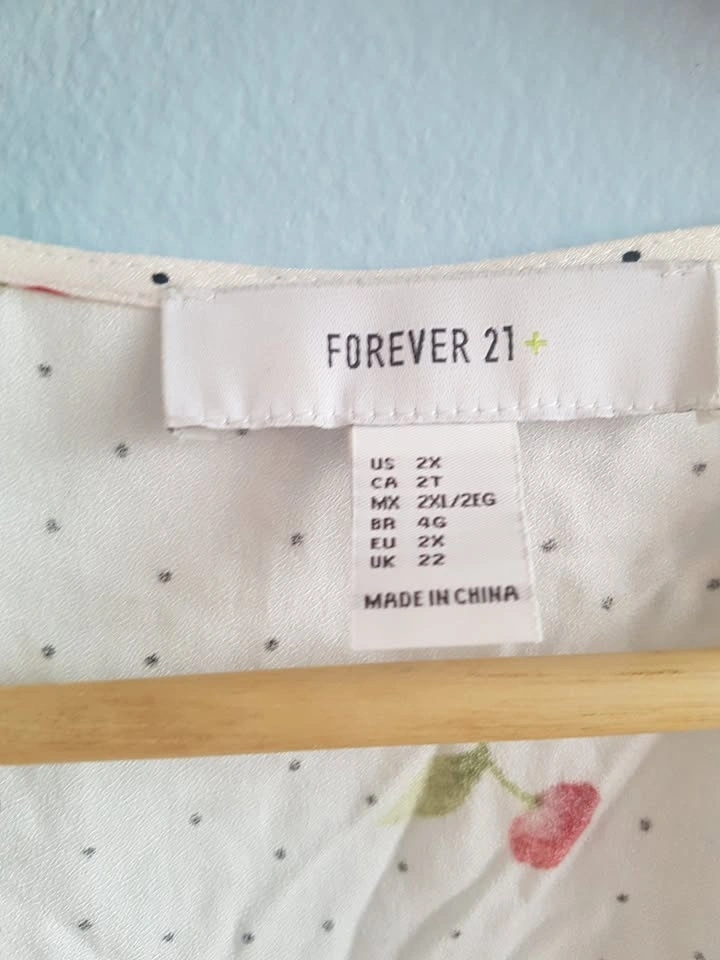 FOREVER 21+
US 2X
CA 2T
MX 2XL/2EG
BR 4G
EU 2X
UK 22
MADE IN CHINA